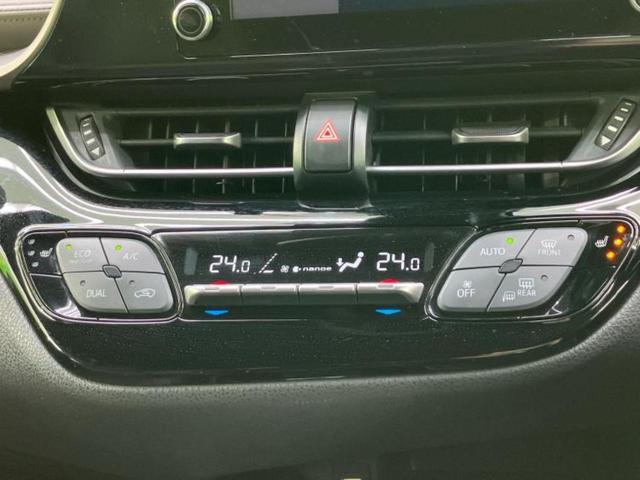 ECO A/C
DUAL
24.0 nanoe 24.0
AUTO FRONT
OFF REAR